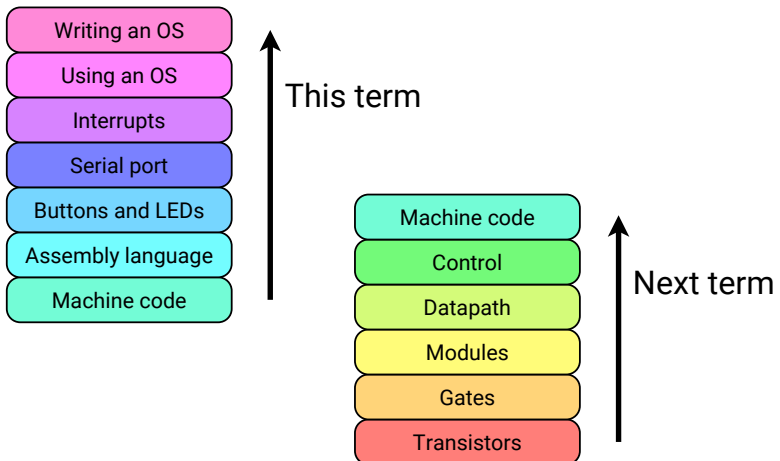 Writing an OS
Using an OS
Interrupts
Serial port
Buttons and LEDs
Assembly language
Machine code
This term
Machine code
Control
Datapath
Modules
Gates
Transistors
Next term